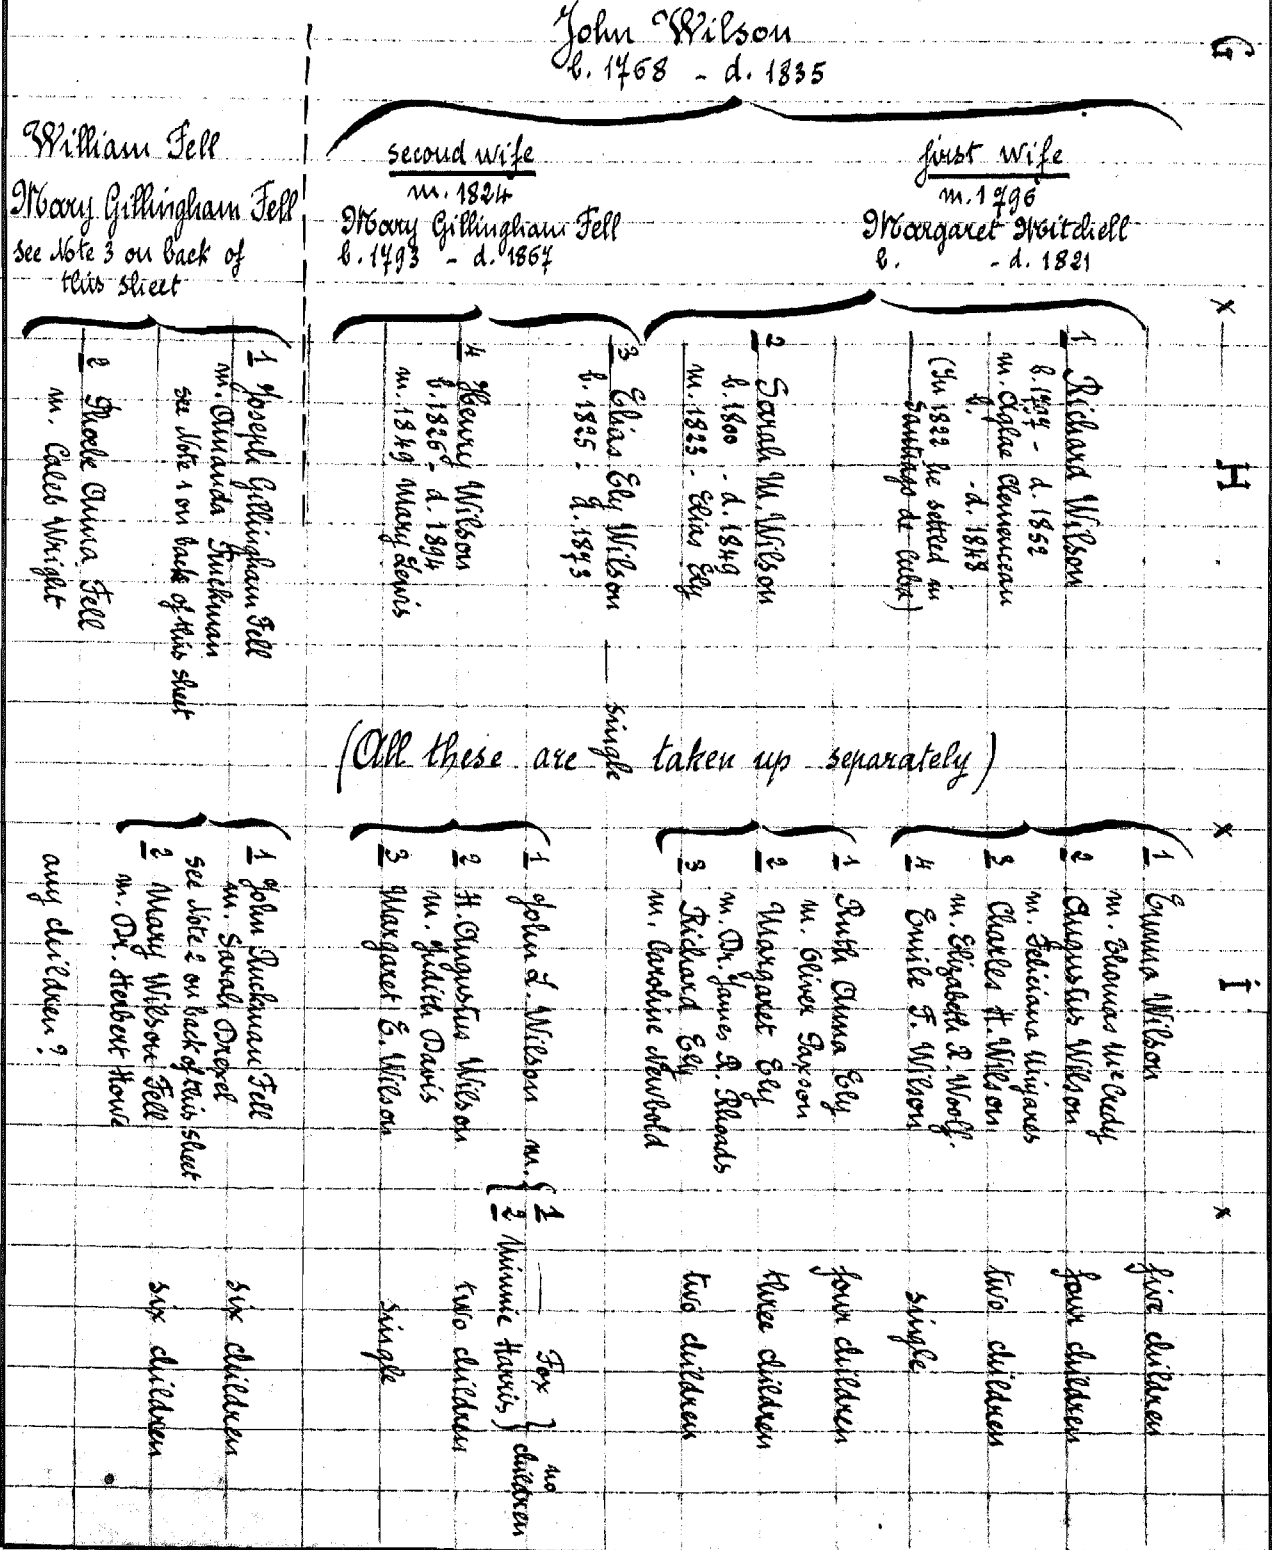 G
John Wilson
b. 1768 - d. 1835
first wife
m. 1796
Margaret Mitchell
b. - d. 1821
second wife
m. 1824
Mary Gillingham Fell
b. 1793 - d. 1867
William Fell
Mary Gillingham Fell
see Note 3 on back of
this sheet
x
H
1 Richard Wilson
b. 1797 - d. 1852
m. Aglae Clemenceau
b. - d. 1848
(In 1822 he settled in
Santiago de Cuba)
2 Sarah M. Wilson
b. 1800 - d. 1849
m. 1823 - Elias Ely
3 Elias Ely Wilson — single
b. 1825 - d. 1893
4 Henry Wilson
b. 1826 - d. 1894
m. 1849 Mary Lewis
1 Joseph Gillingham Fell
m. Amanda Ruckman
see Note 1 on back of this sheet
2 Phoebe Anna Fell
m. Caleb Wright
(All these are taken up separately)
x
i
1 Emma Wilson
m. Thomas McCredy
five children
2 Augustus Wilson
m. Feliciana Mijares
four children
3 Charles H. Wilson
m. Elizabeth R. Woolf.
two children
4 Emile F. Wilson
single
1 Ruth Anna Ely
m. Oliver Paxson
four children
2 Margaret Ely
m. Dr. James R. Rhoads
three children
3 Richard Ely
m. Caroline Newbold
two children
1 John L. Wilson m.
1 — Fox
2 Minnie Harris
no
children
2 H. Augustus Wilson
m. Judith Davis
two children
3 Margaret E. Wilson
single
1 John Ruckman Fell
m. Sarah Drexel
see Note 2 on back of this sheet
six children
2 Mary Wilson Fell
m. Dr. Herbert Howe
six children
any children?
x